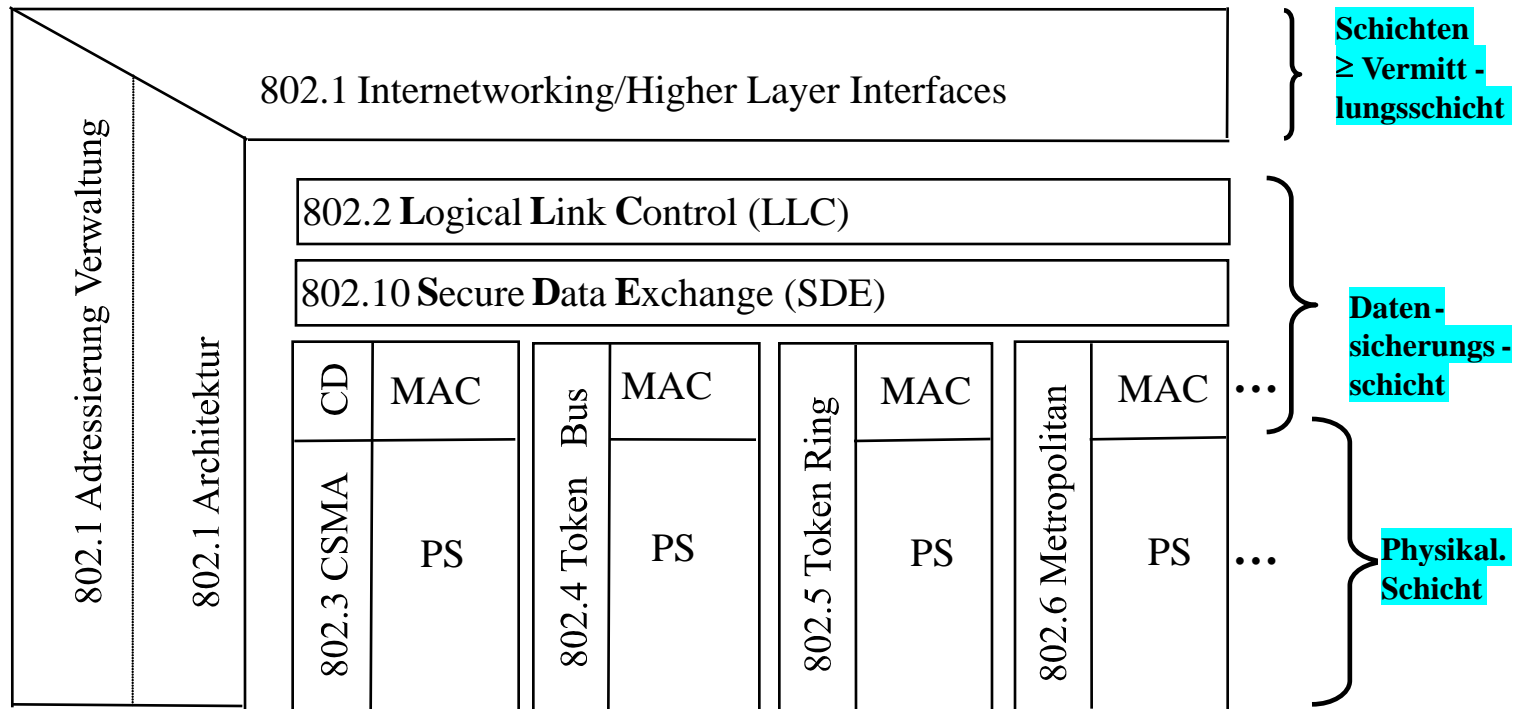 802.1 Internetworking/Higher Layer Interfaces
Schichten
≥ Vermitt -
lungsschicht
802.1 Adressierung Verwaltung
802.1 Architektur
802.2 Logical Link Control (LLC)
802.10 Secure Data Exchange (SDE)
Daten-
sicherungs -
schicht
802.3 CSMA CD
MAC
PS
802.4 Token Bus
MAC
PS
802.5 Token Ring
MAC
PS
802.6 Metropolitan
MAC
PS
...
...
Physikal.
Schicht